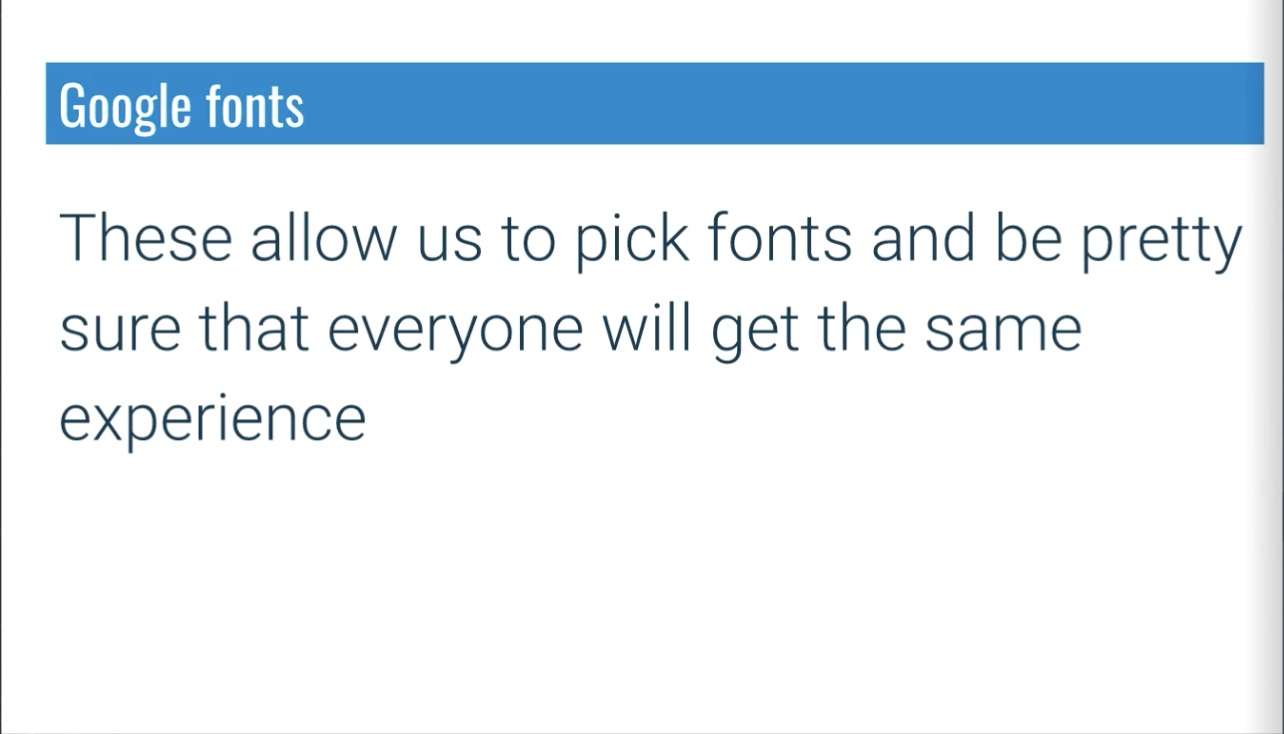 Google fonts
These allow us to pick fonts and be pretty
sure that everyone will get the same
experience